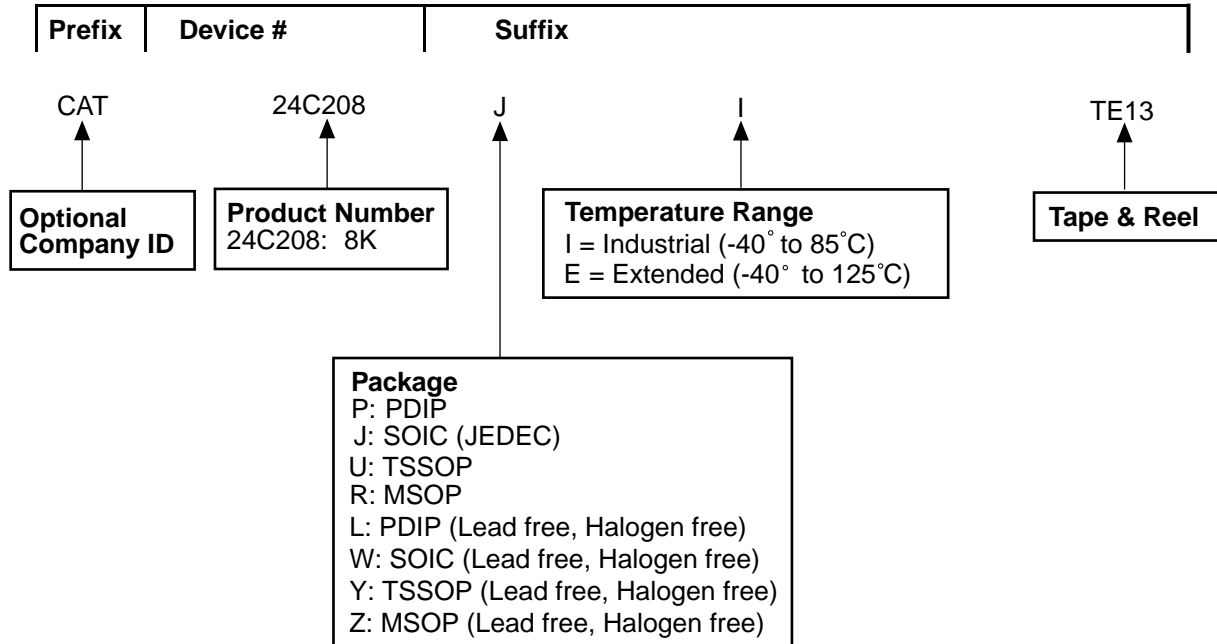 Prefix Device # Suffix
CAT 24C208 J I TE13
Optional
Company ID
Product Number
24C208: 8K
Temperature Range
I = Industrial (-40˚ to 85˚C)
E = Extended (-40˚ to 125˚C)
Tape & Reel
Package
P: PDIP
J: SOIC (JEDEC)
U: TSSOP
R: MSOP
L: PDIP (Lead free, Halogen free)
W: SOIC (Lead free, Halogen free)
Y: TSSOP (Lead free, Halogen free)
Z: MSOP (Lead free, Halogen free)